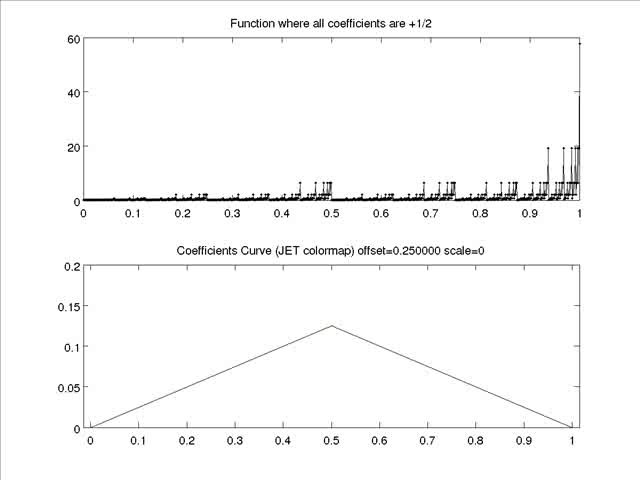 Function where all coefficients are +1/2
60
40
20
0
0 0.1 0.2 0.3 0.4 0.5 0.6 0.7 0.8 0.9 1
Coefficients Curve (JET colormap) offset=0.250000 scale=0
0.2
0.15
0.1
0.05
0
0 0.1 0.2 0.3 0.4 0.5 0.6 0.7 0.8 0.9 1